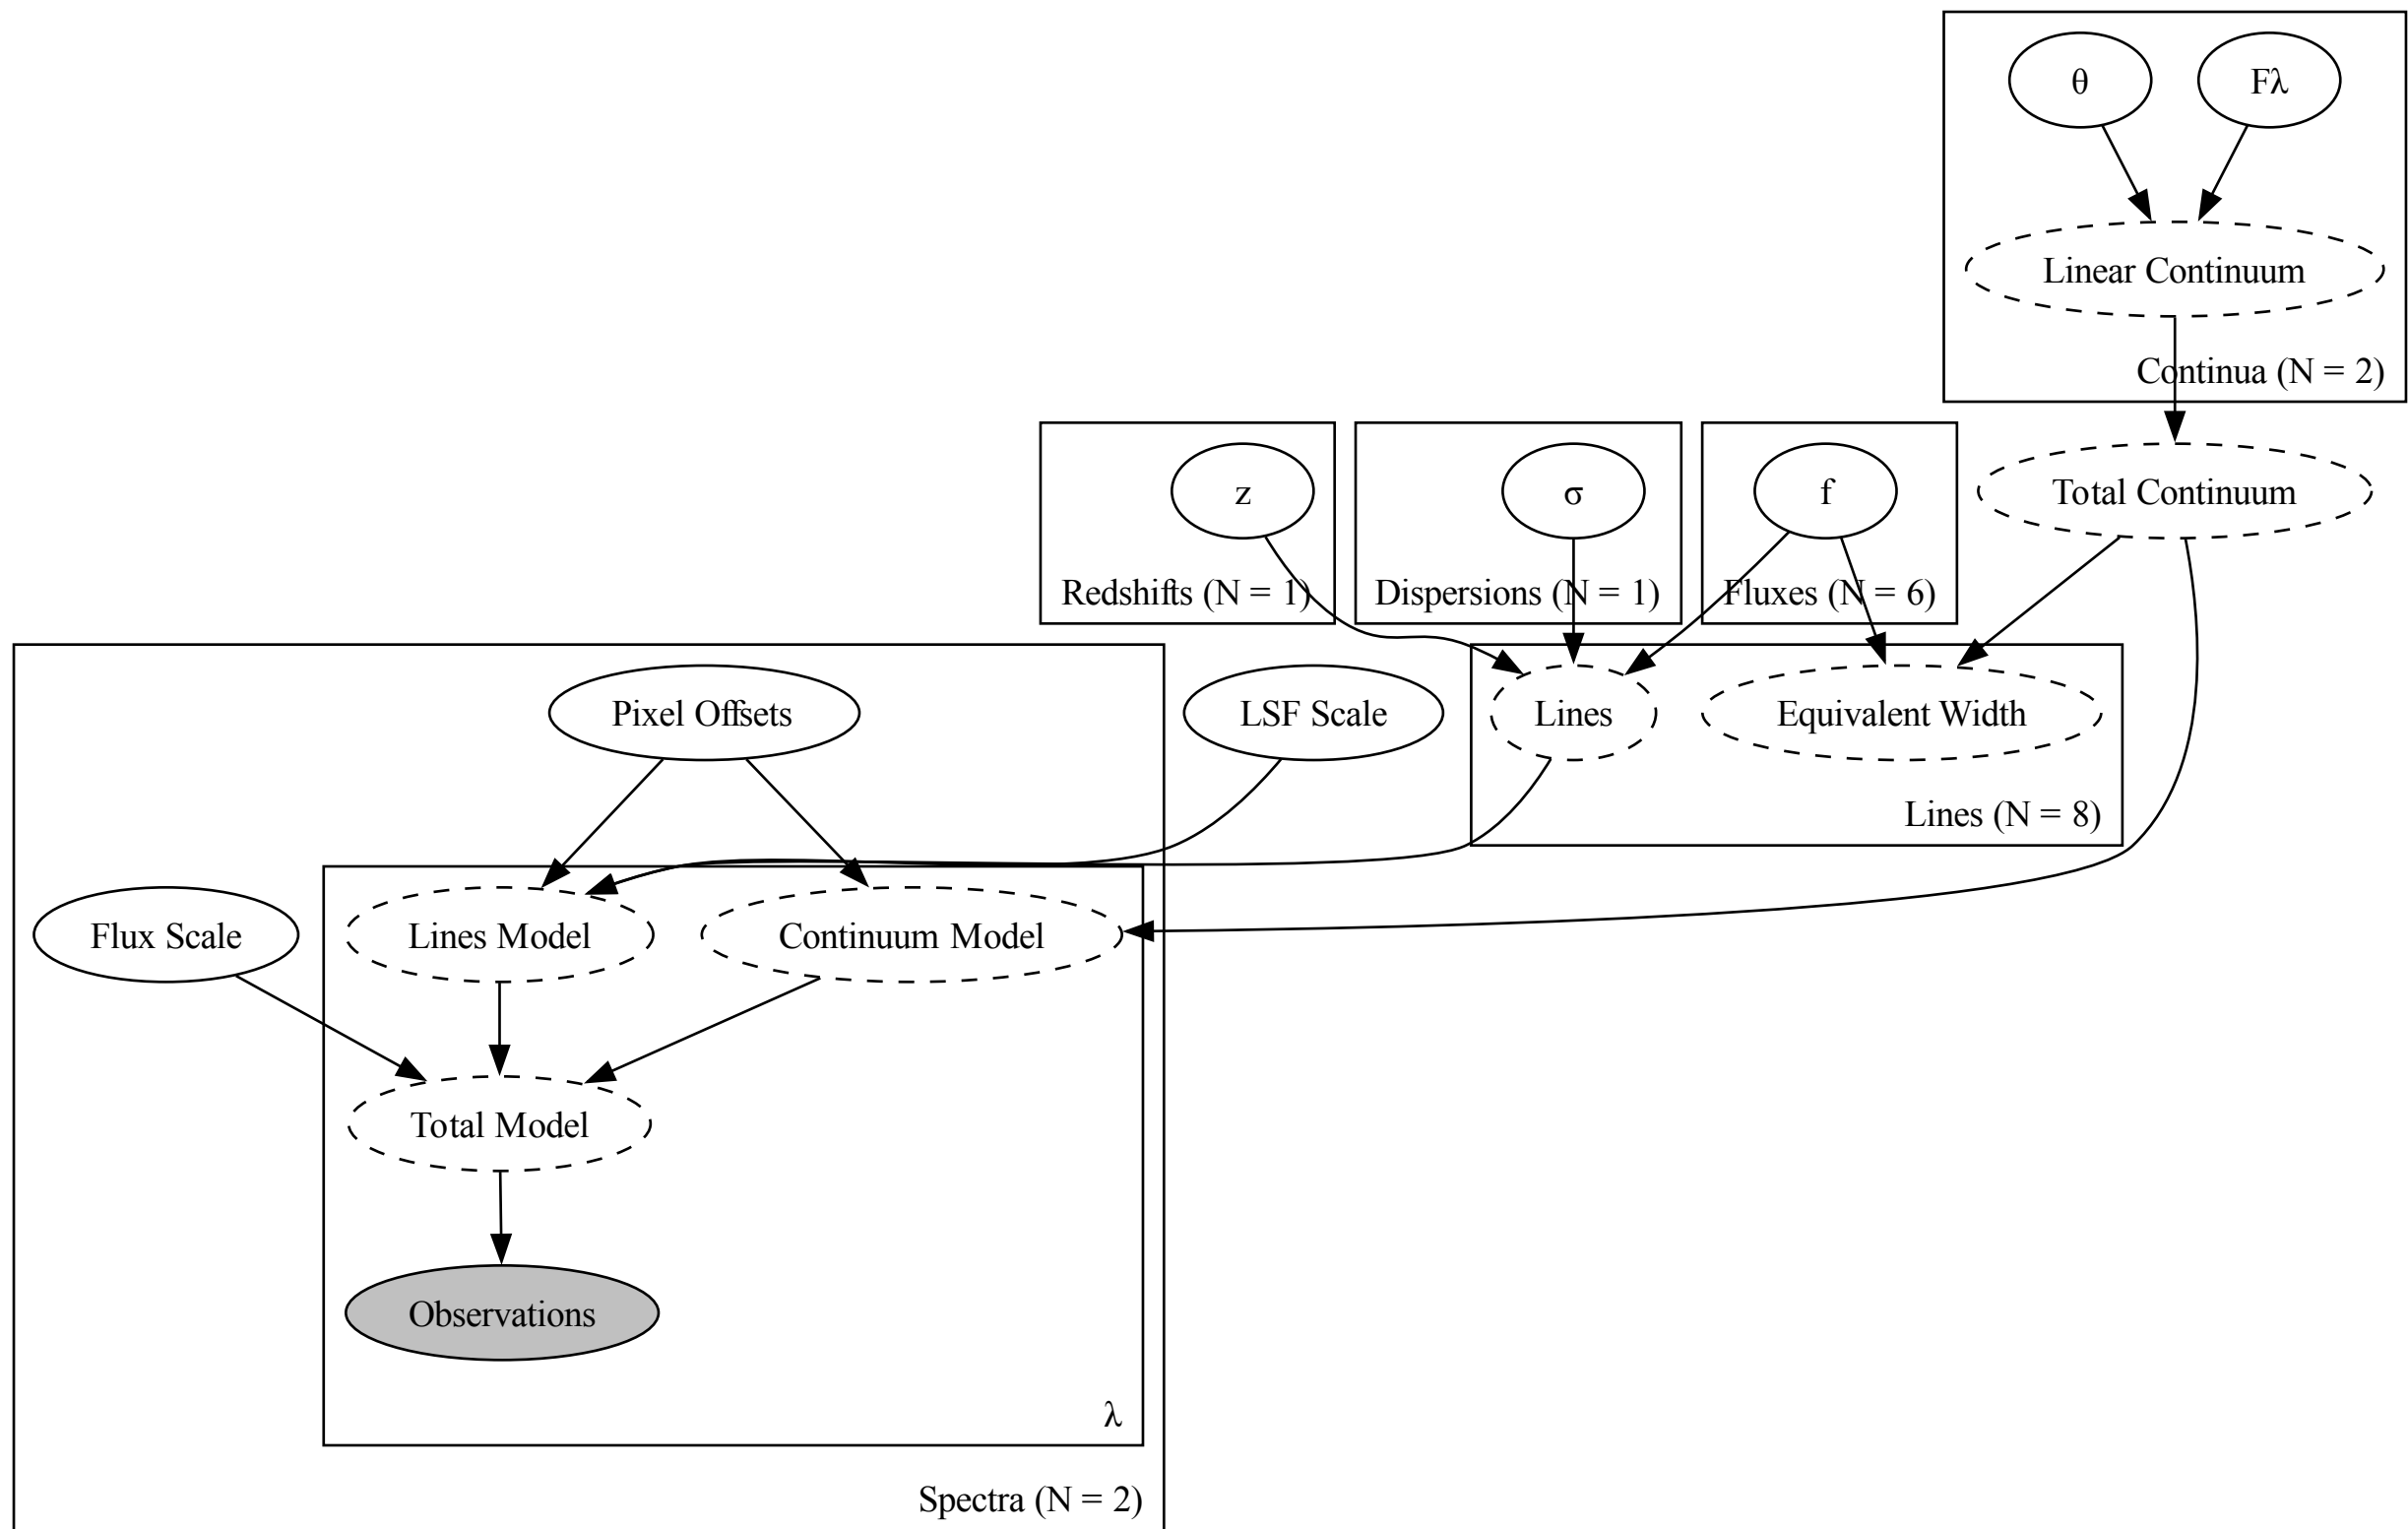 θ
Fλ
Linear Continuum
Continua (N = 2)
z
σ
f
Total Continuum
Redshifts (N = 1)
Dispersions (N = 1)
Fluxes (N = 6)
Pixel Offsets
LSF Scale
Lines
Equivalent Width
Lines (N = 8)
Flux Scale
Lines Model
Continuum Model
Total Model
Observations
λ
Spectra (N = 2)